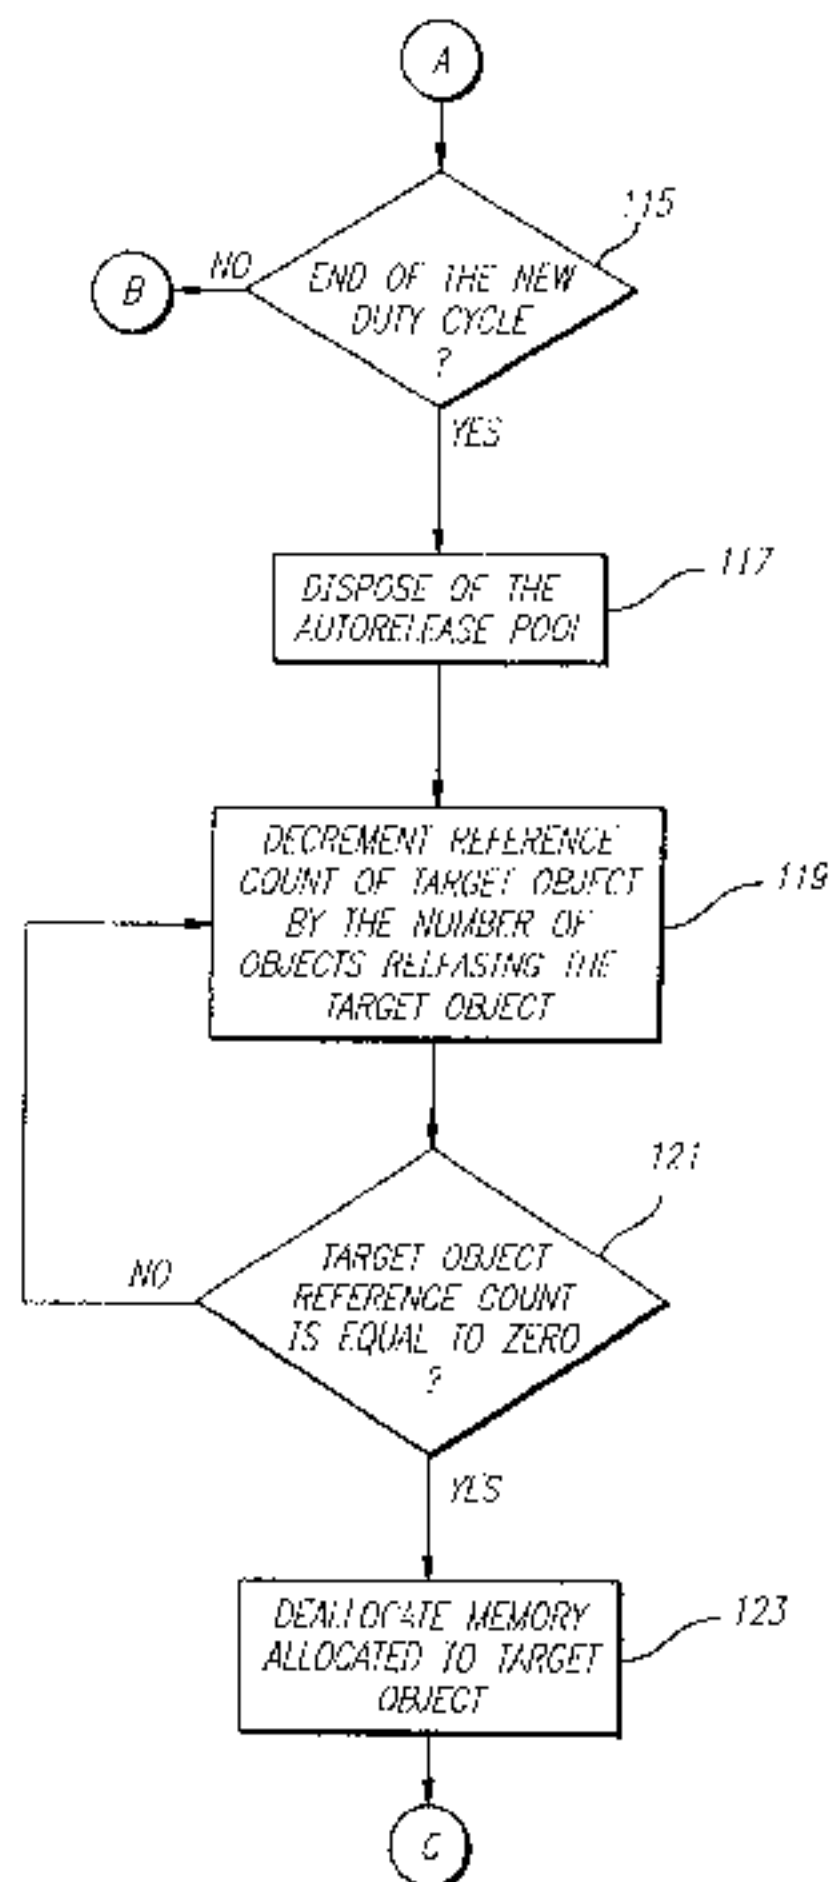 A
115
NO
B
END OF THE NEW
DUTY CYCLE
?
YES
117
DISPOSE OF THE
AUTORELEASE POOL
DECREMENT REFERENCE
COUNT OF TARGET OBJECT
BY THE NUMBER OF
OBJECTS RELEASING THE
TARGET OBJECT
119
121
NO
TARGET OBJECT
REFERENCE COUNT
IS EQUAL TO ZERO
?
YES
DEALLOCATE MEMORY
ALLOCATED TO TARGET
OBJECT
123
C